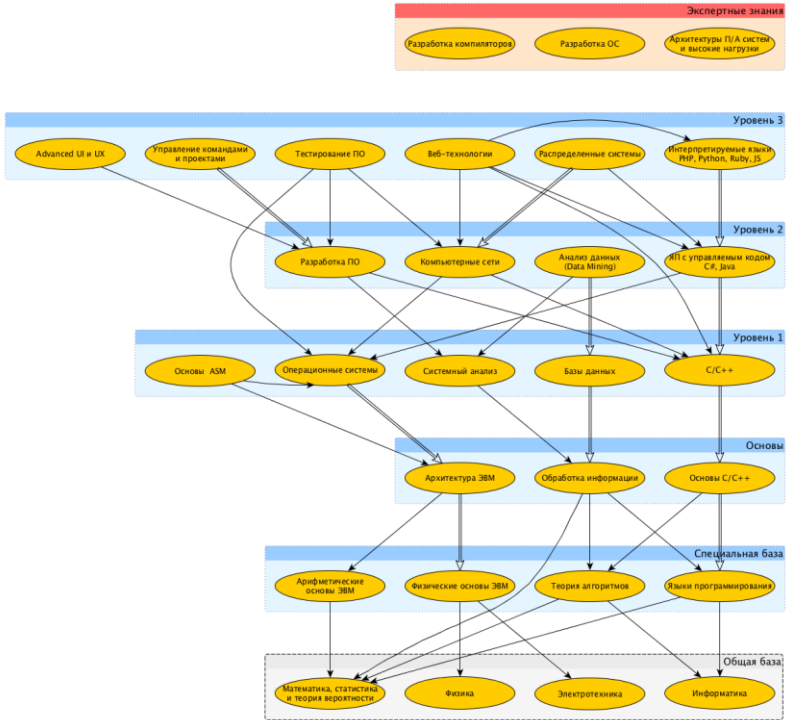 Экспертные знания
Разработка компиляторов
Разработка ОС
Архитектуры П/А систем
и высокие нагрузки
Уровень 3
Advanced UI и UX
Управление командами
и проектами
Тестирование ПО
Веб-технологии
Распределенные системы
Интерпретируемые языки
PHP, Python, Ruby, JS
Уровень 2
Разработка ПО
Компьютерные сети
Анализ данных
(Data Mining)
ЯП с управляемым кодом
C#, Java
Уровень 1
Основы ASM
Операционные системы
Системный анализ
Базы данных
C/C++
Основы
Архитектура ЭВМ
Обработка информации
Основы C/C++
Специальная база
Арифметические
основы ЭВМ
Физические основы ЭВМ
Теория алгоритмов
Языки программирования
Общая база
Математика, статистика
и теория вероятности
Физика
Электротехника
Информатика